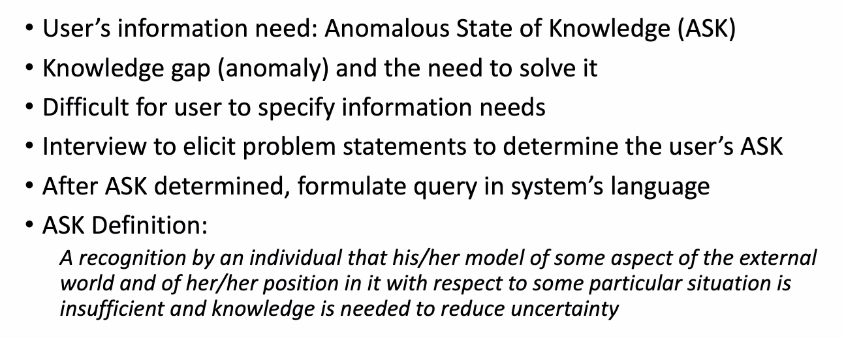 • User's information need: Anomalous State of Knowledge (ASK)
• Knowledge gap (anomaly) and the need to solve it
• Difficult for user to specify information needs
• Interview to elicit problem statements to determine the user's ASK
• After ASK determined, formulate query in system's language
• ASK Definition:
A recognition by an individual that his/her model of some aspect of the external
world and of her/her position in it with respect to some particular situation is
insufficient and knowledge is needed to reduce uncertainty